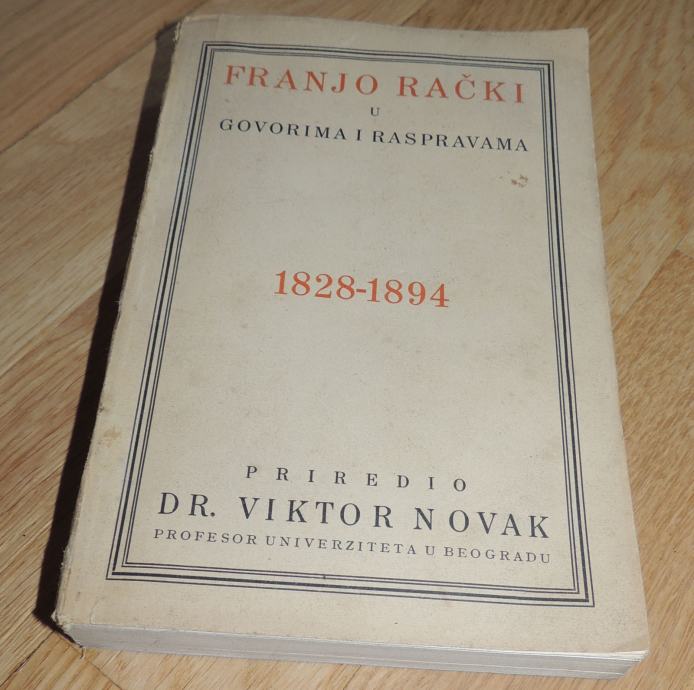 FRANJO RAČKI
U
GOVORIMA I RASPRAVAMA
1828-1894
PRIREDIO
DR. VIKTOR NOVAK
PROFESOR UNIVERZITETA U BEOGRADU